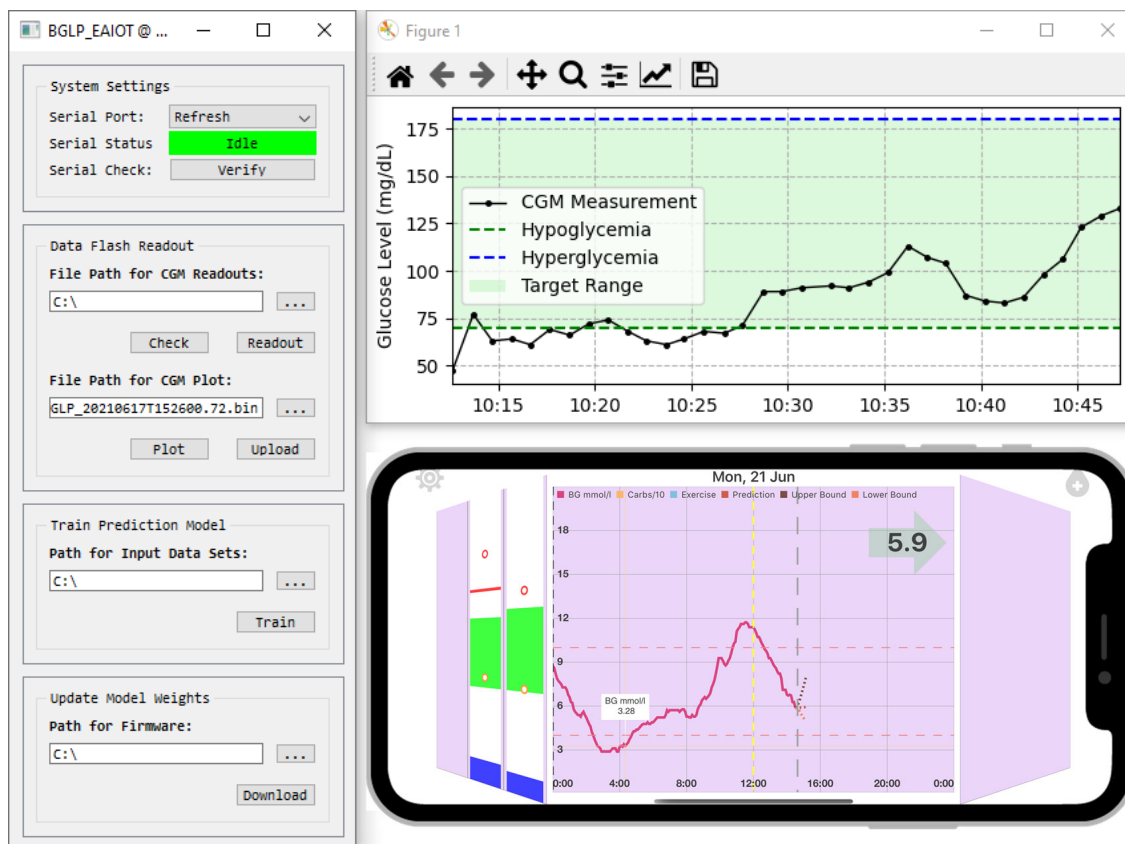 BGLP_EAIOT @ ...
System Settings
Serial Port: Refresh
Serial Status Idle
Serial Check: Verify
Data Flash Readout
File Path for CGM Readouts:
C:\ ...
Check Readout
File Path for CGM Plot:
GLP_20210617T152600.72.bin ...
Plot Upload
Train Prediction Model
Path for Input Data Sets:
C:\ ...
Train
Update Model Weights
Path for Firmware:
C:\ ...
Download
Figure 1
Glucose Level (mg/dL)
175
150
125
100
75
50
CGM Measurement
Hypoglycemia
Hyperglycemia
Target Range
10:15 10:20 10:25 10:30 10:35 10:40 10:45
Mon, 21 Jun
BG mmol/l Carbs/10 Exercise Prediction Upper Bound Lower Bound
5.9
18
15
12
9
6
3
BG mmol/l
3.28
0:00 4:00 8:00 12:00 16:00 20:00 0:00